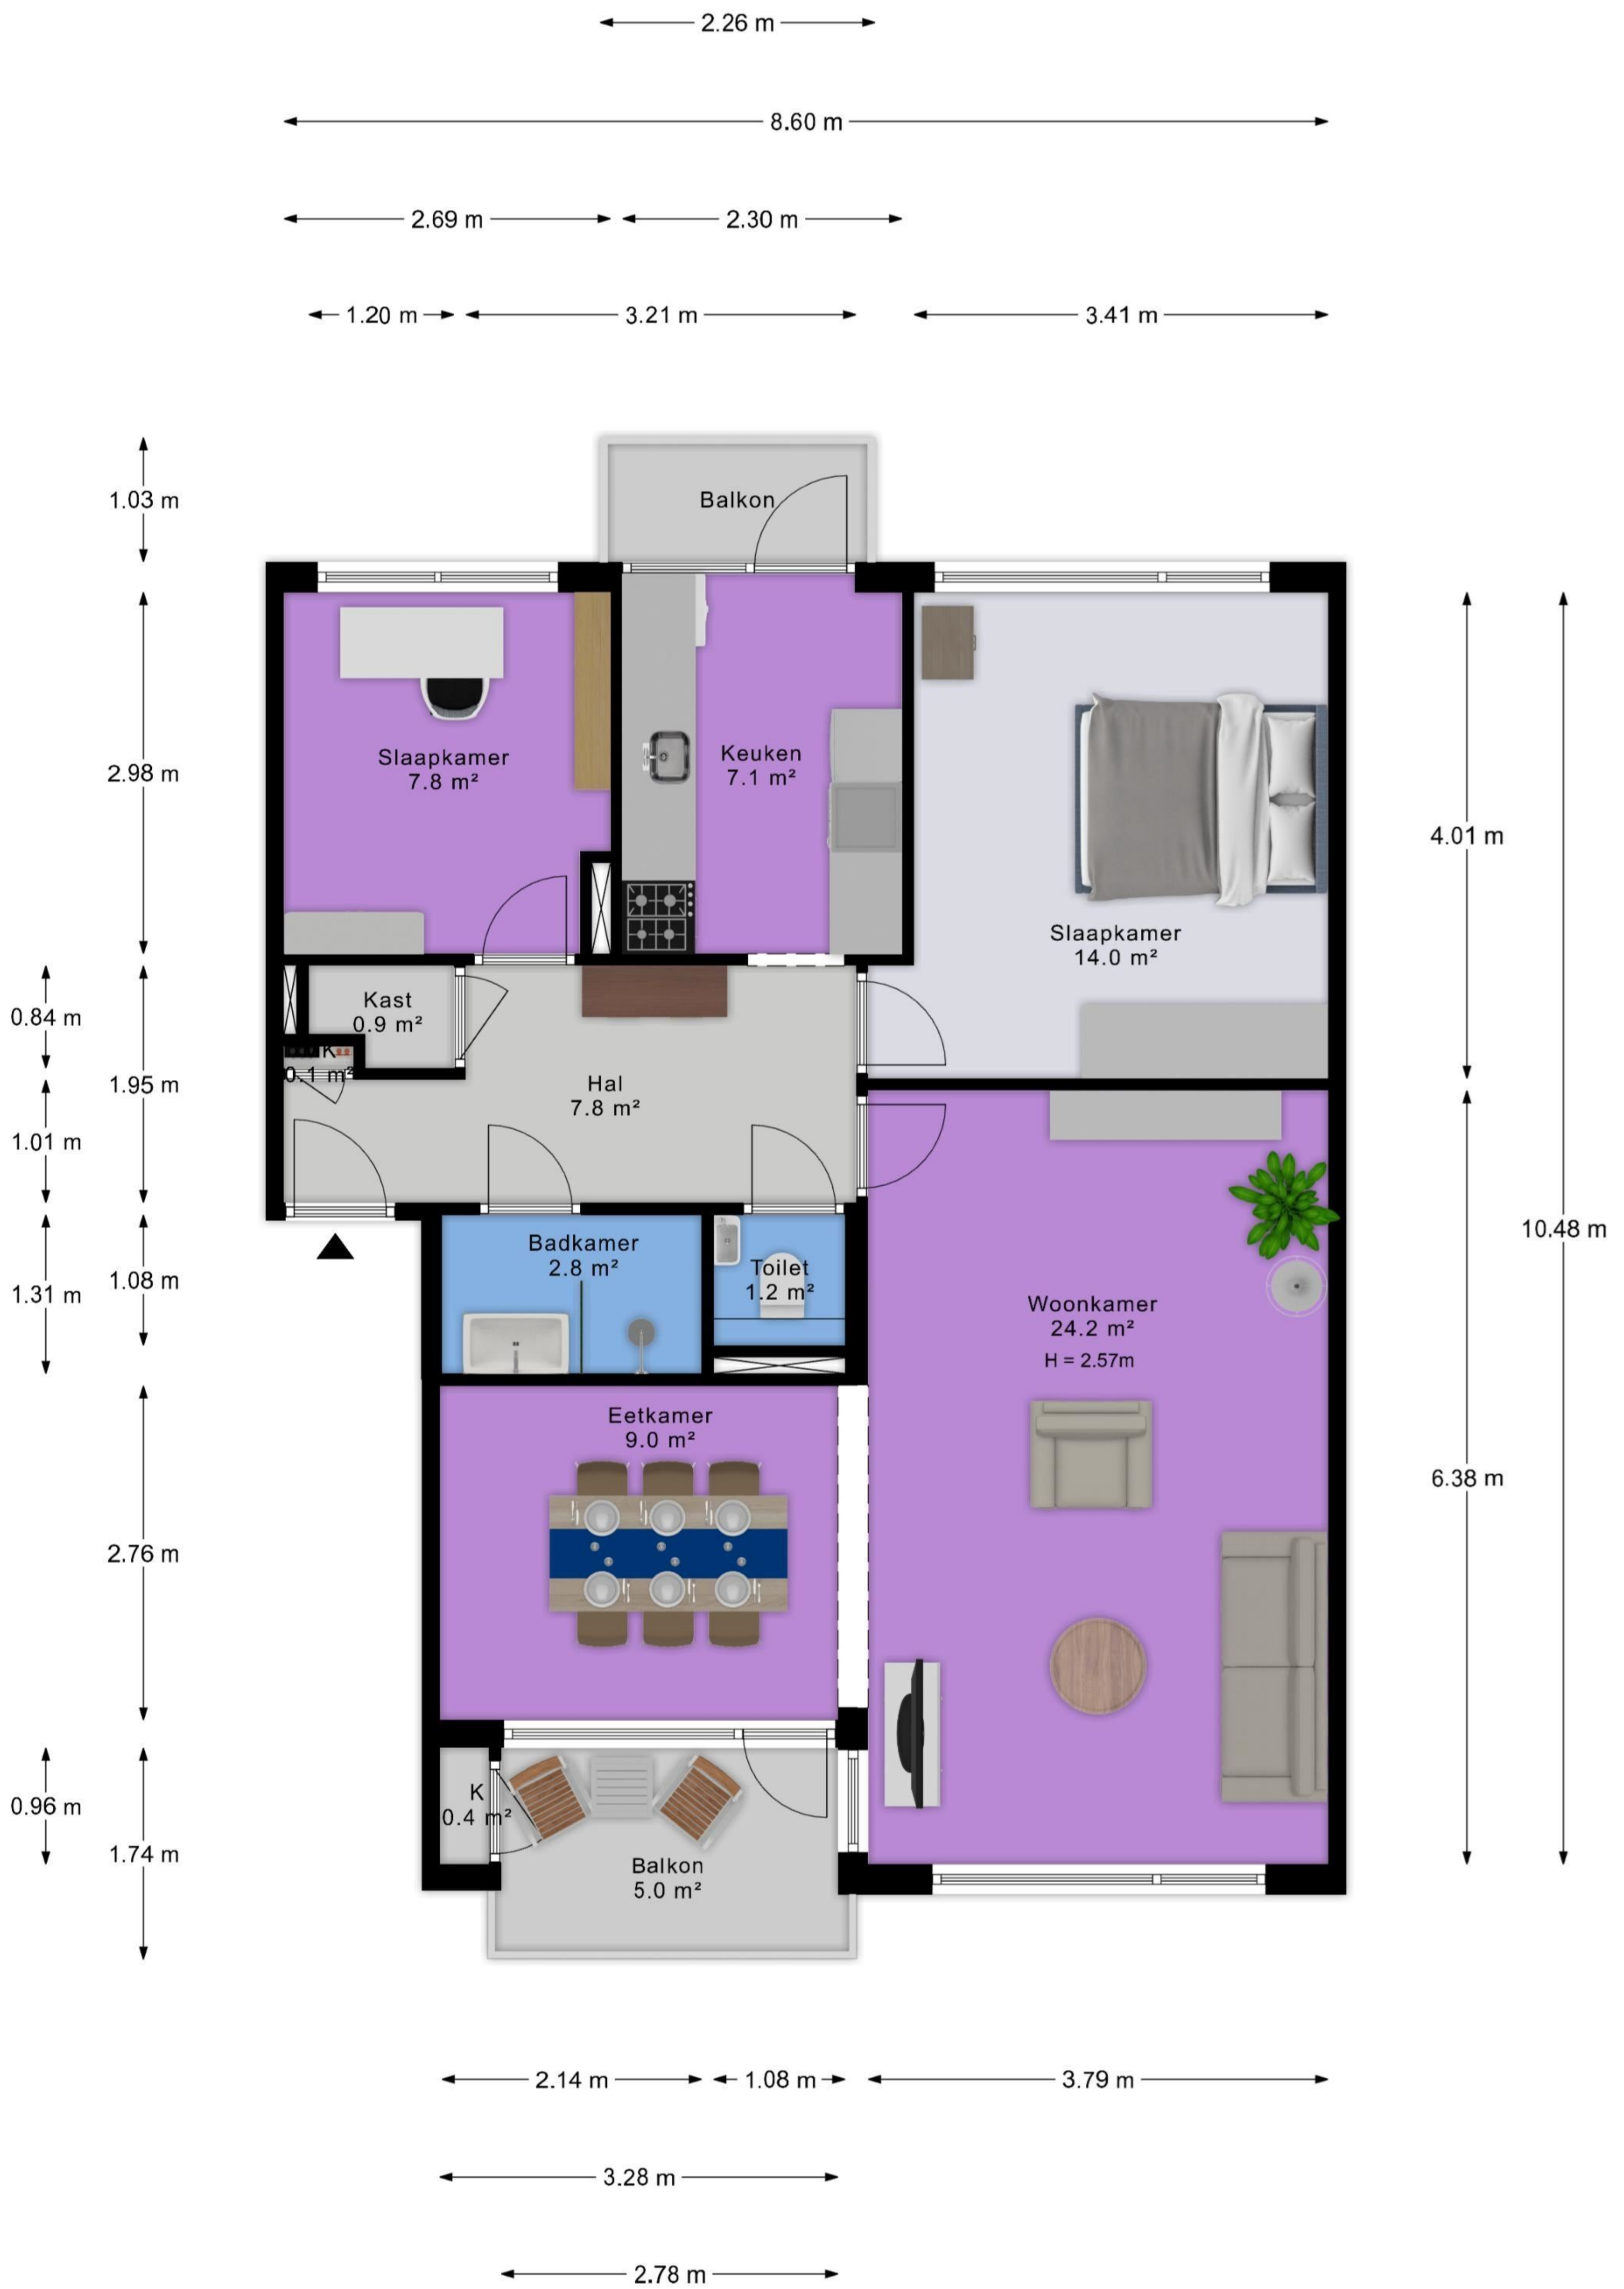 2.26 m
8.60 m
2.69 m
2.30 m
1.20 m
3.21 m
3.41 m
1.03 m
Balkon
2.98 m
Slaapkamer
7.8 m²
Keuken
7.1 m²
4.01 m
Slaapkamer
14.0 m²
0.84 m
Kast
0.9 m²
K
0.1 m²
1.95 m
Hal
7.8 m²
1.01 m
10.48 m
1.31 m
1.08 m
Badkamer
2.8 m²
Toilet
1.2 m²
Woonkamer
24.2 m²
H = 2.57m
Eetkamer
9.0 m²
6.38 m
2.76 m
0.96 m
K
0.4 m²
1.74 m
Balkon
5.0 m²
2.14 m
1.08 m
3.79 m
3.28 m
2.78 m